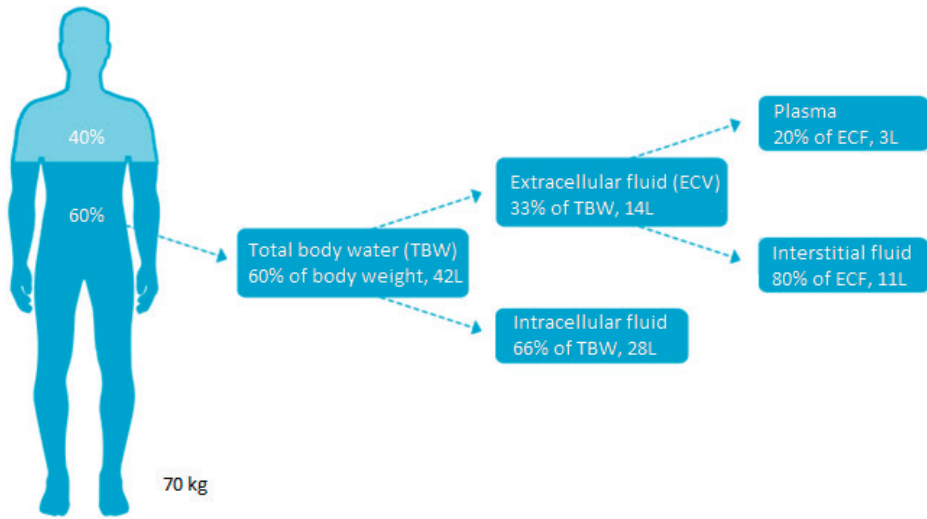 40%
60%
70 kg
Total body water (TBW)
60% of body weight, 42L
Extracellular fluid (ECV)
33% of TBW, 14L
Intracellular fluid
66% of TBW, 28L
Plasma
20% of ECF, 3L
Interstitial fluid
80% of ECF, 11L